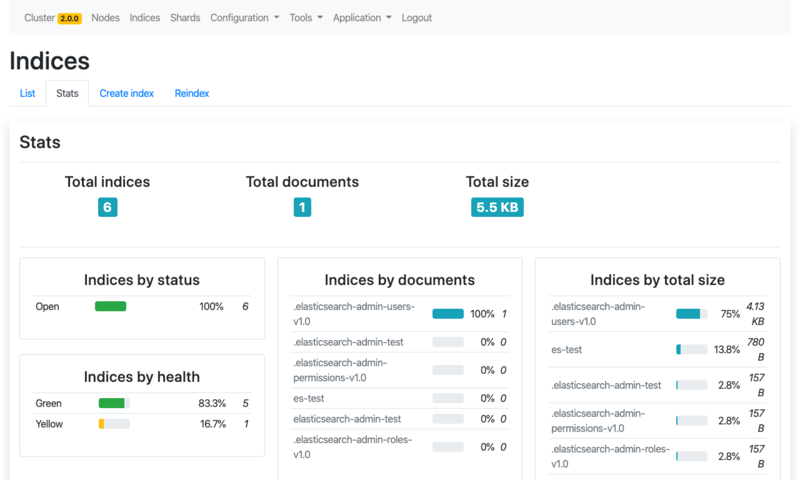 Cluster 2.0.0 Nodes Indices Shards Configuration Tools Application Logout
Indices
List Stats Create index Reindex
Stats
Total indices Total documents Total size
6 1 5.5 KB
Indices by status
Open 100% 6
Indices by health
Green 83.3% 5
Yellow 16.7% 1
Indices by documents
.elasticsearch-admin-users-
v1.0 100% 1
.elasticsearch-admin-test 0% 0
.elasticsearch-admin-
permissions-v1.0 0% 0
es-test 0% 0
elasticsearch-admin-test 0% 0
.elasticsearch-admin-roles-
v1.0 0% 0
Indices by total size
.elasticsearch-admin-
users-v1.0 75% 4.13
KB
es-test 13.8% 780
B
.elasticsearch-admin-test 2.8% 157
B
.elasticsearch-admin-
permissions-v1.0 2.8% 157
B
.elasticsearch-admin-roles-
v1.0 2.8% 157
B